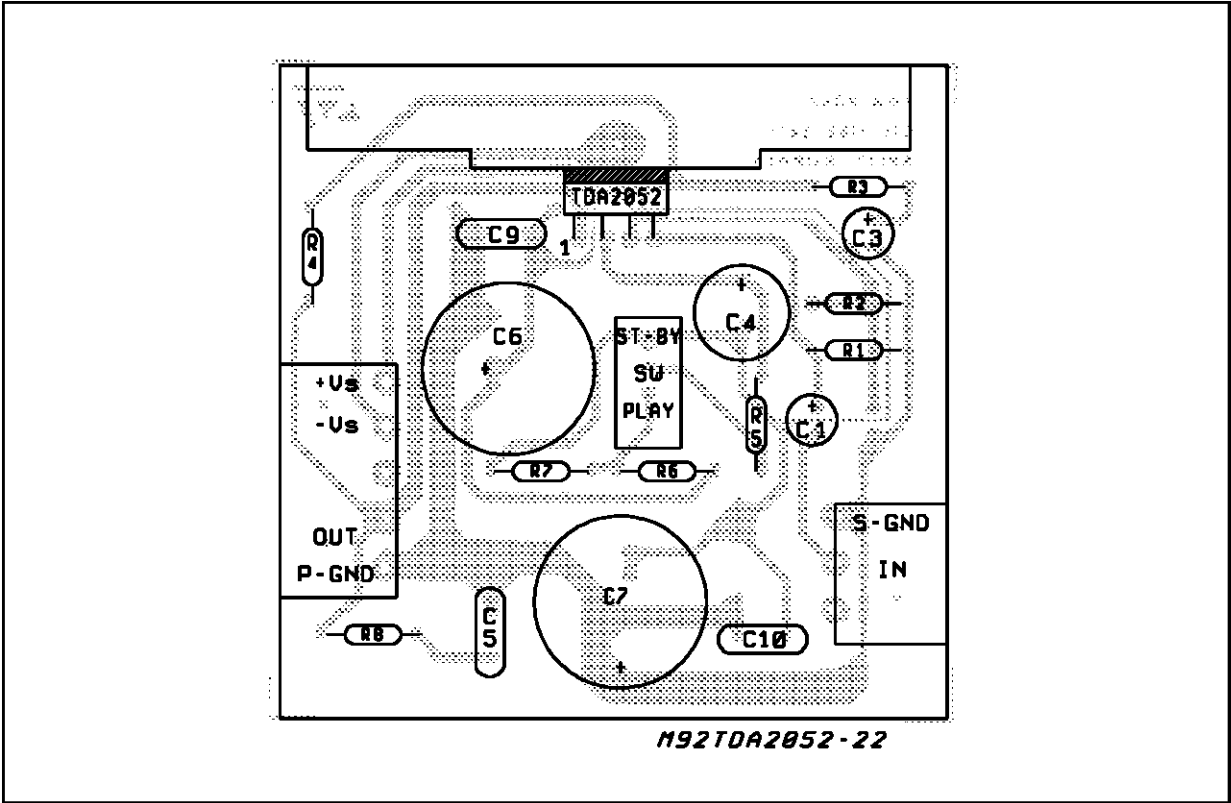 TDA2052
R3
C3
C9
1
R4
R2
C4
C6
ST-BY
R1
+Vs
SW
PLAY
-Vs
R5
C1
R7
R6
S-GND
OUT
IN
P-GND
C7
C5
R8
C10
M92TDA2052-22